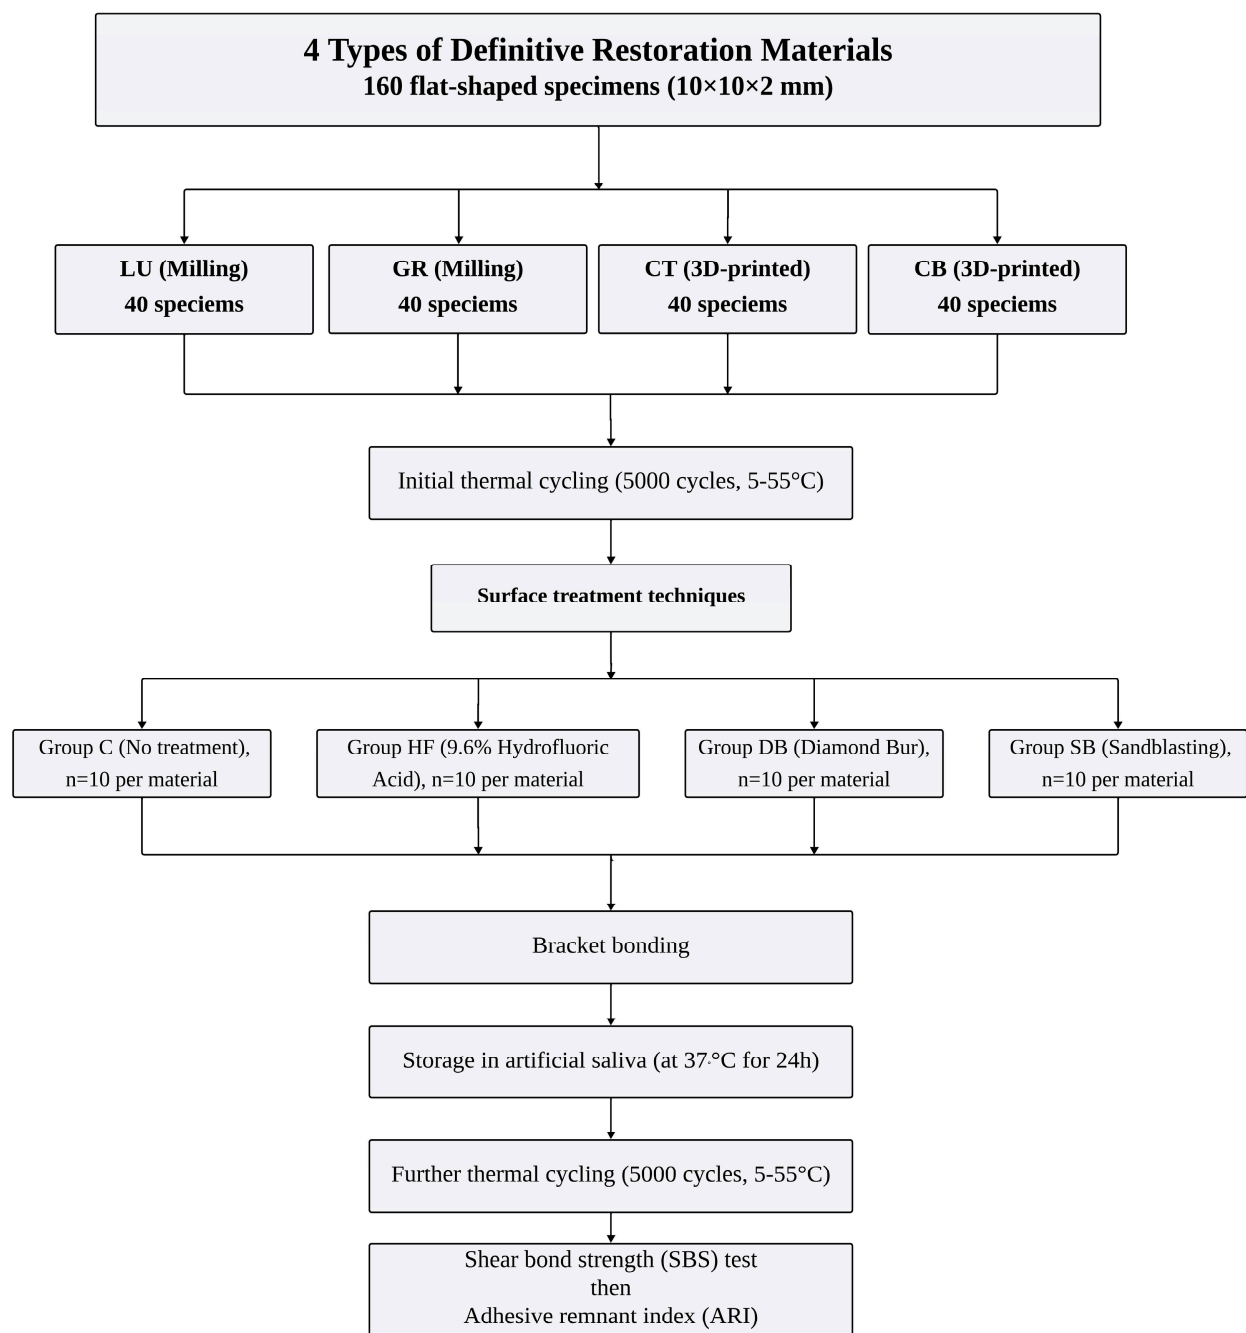 4 Types of Definitive Restoration Materials
160 flat-shaped specimens (10×10×2 mm)
LU (Milling)
40 speciems
GR (Milling)
40 speciems
CT (3D-printed)
40 speciems
CB (3D-printed)
40 speciems
Initial thermal cycling (5000 cycles, 5-55°C)
Surface treatment techniques
Group C (No treatment),
n=10 per material
Group HF (9.6% Hydrofluoric
Acid), n=10 per material
Group DB (Diamond Bur),
n=10 per material
Group SB (Sandblasting),
n=10 per material
Bracket bonding
Storage in artificial saliva (at 37°C for 24h)
Further thermal cycling (5000 cycles, 5-55°C)
Shear bond strength (SBS) test
then
Adhesive remnant index (ARI)